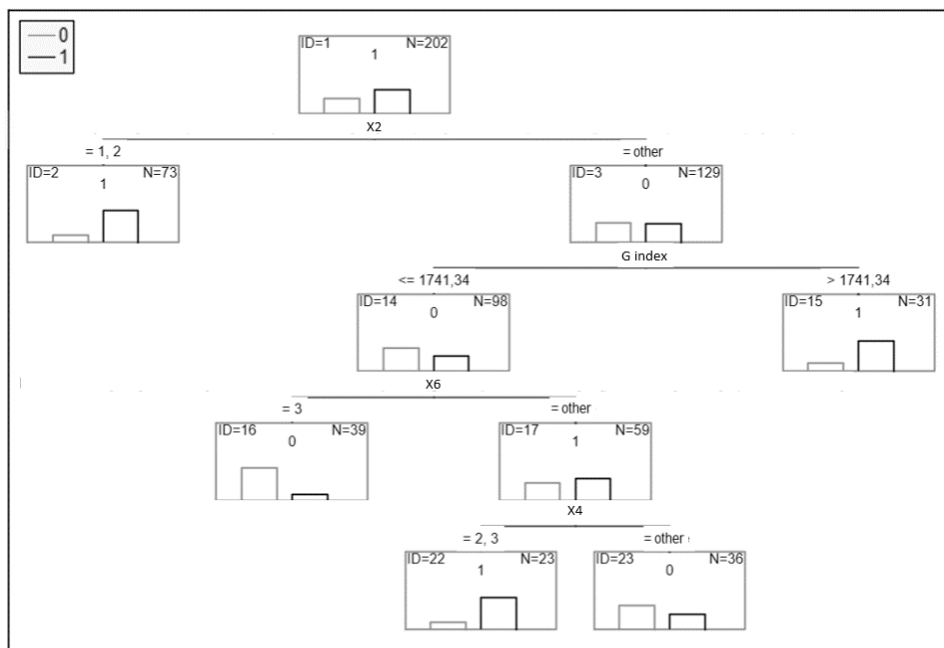 0
1
ID=1 N=202
1
X2
= 1, 2
= other
ID=2 N=73
1
ID=3 N=129
0
G index
<= 1741,34
> 1741,34
ID=14 N=98
0
ID=15 N=31
1
X6
= 3
= other
ID=16 N=39
0
ID=17 N=59
1
X4
= 2, 3
= other
ID=22 N=23
1
ID=23 N=36
0